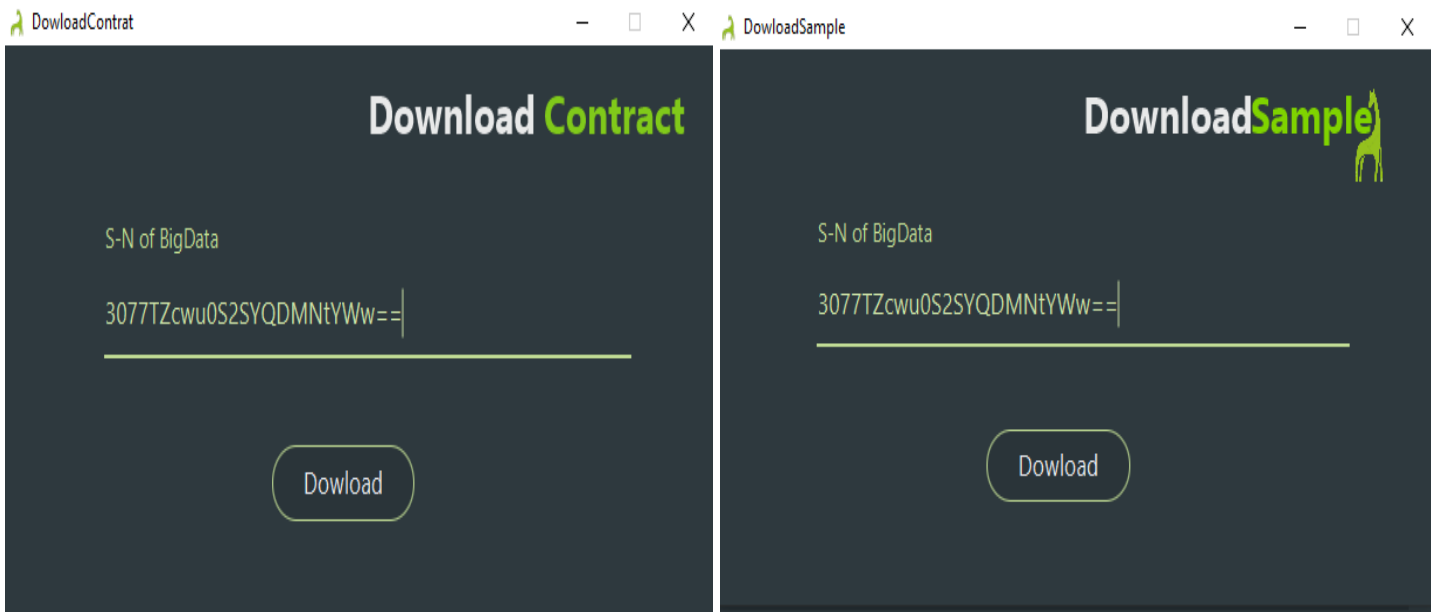 DowloadContrat
Download Contract
S-N of BigData
3077TZcwu0S2SYQDMNtYWw==
Dowload
DowloadSample
DownloadSample
S-N of BigData
3077TZcwu0S2SYQDMNtYWw==
Dowload